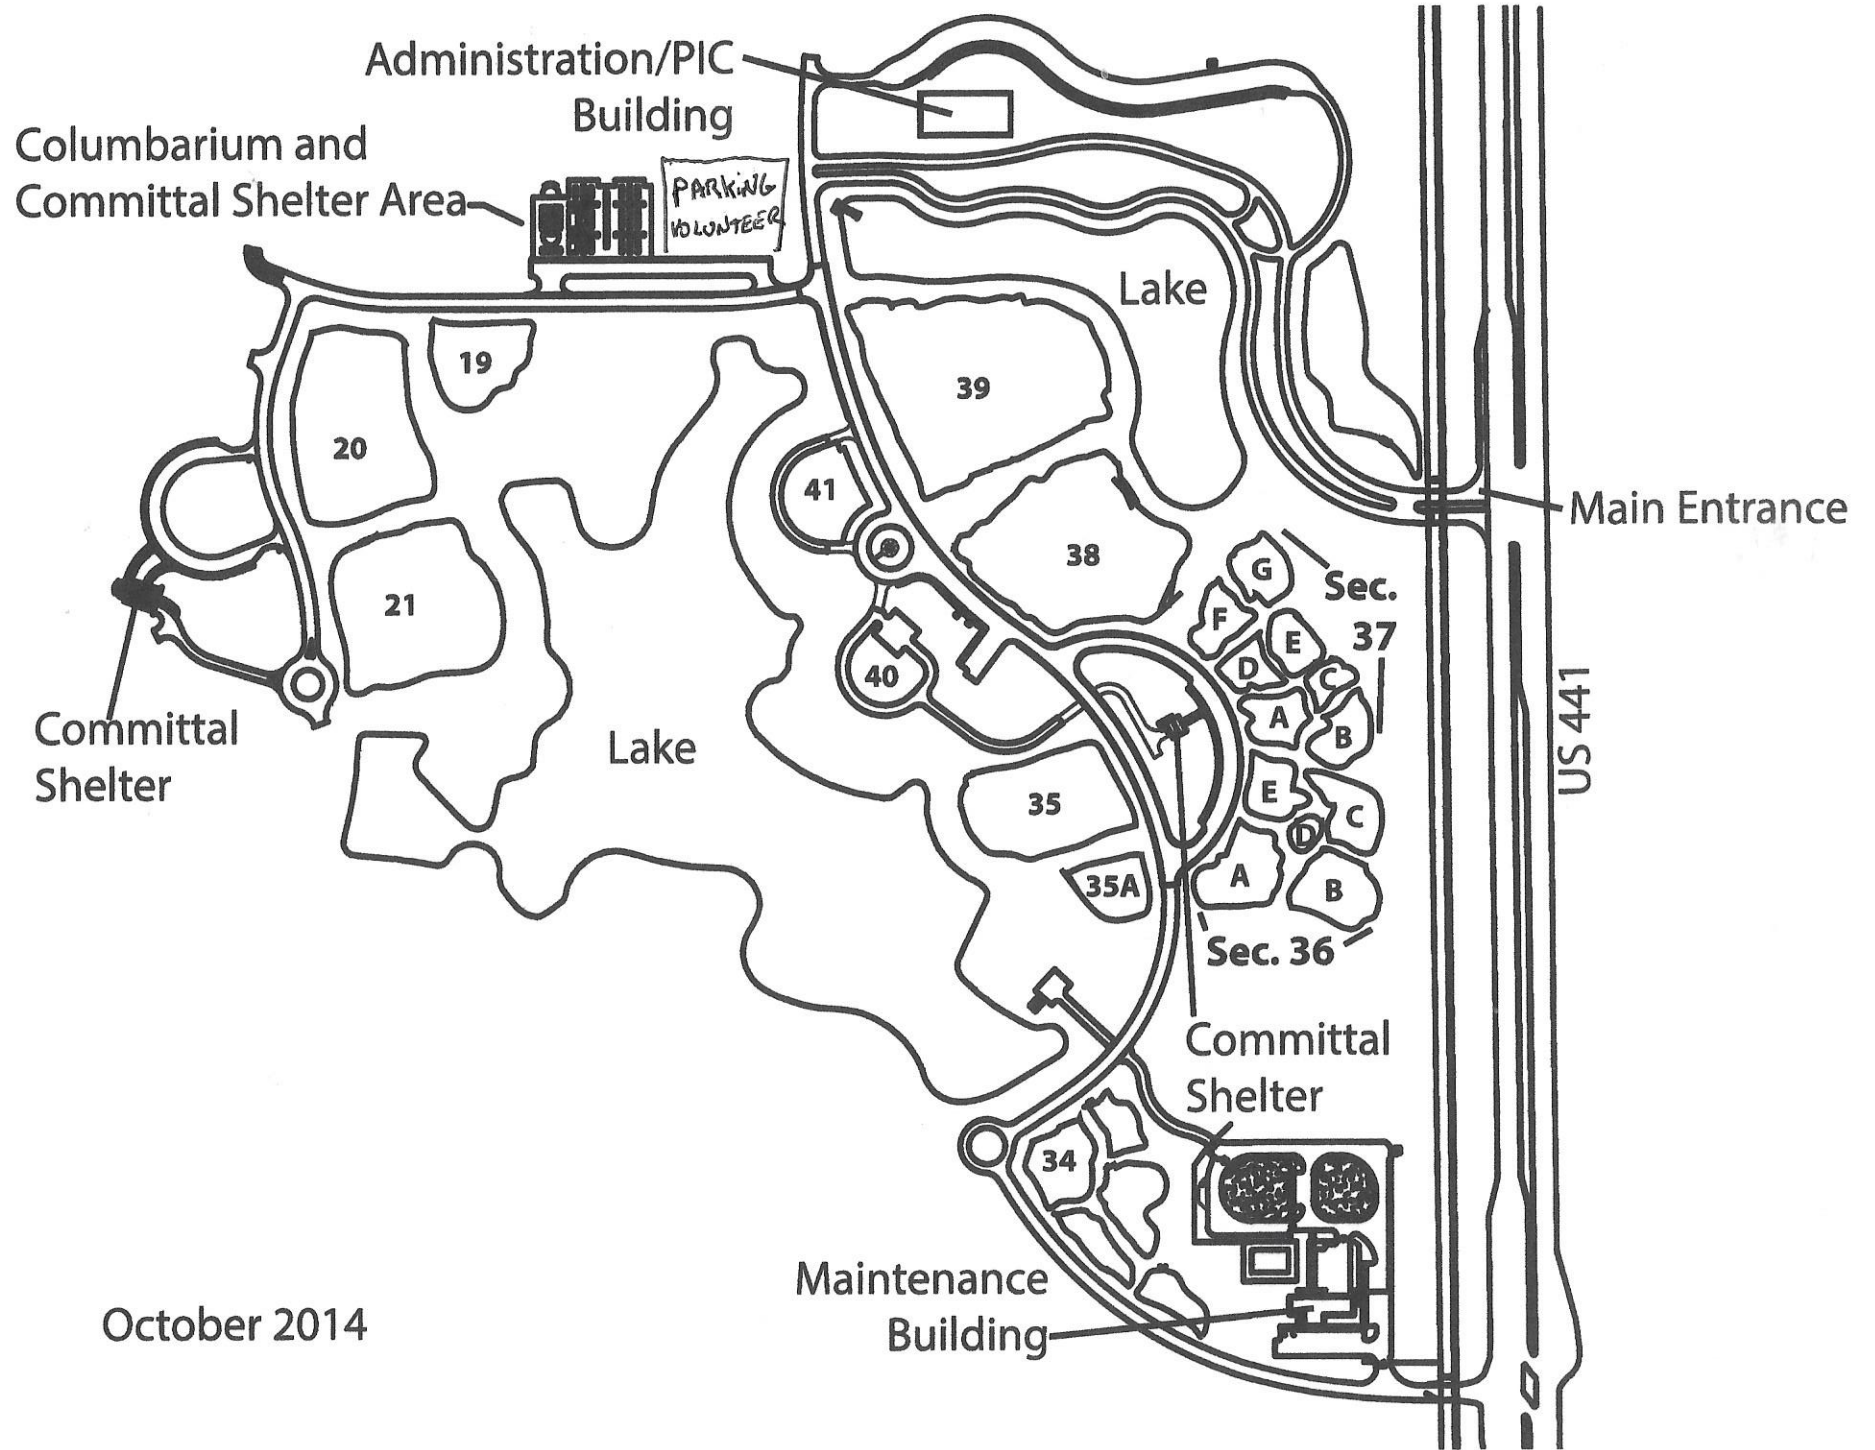 Administration/PIC
Building
Columbarium and
Committal Shelter Area
PARKING
VOLUNTEER
Lake
19
39
20
41
Main Entrance
38
G
Sec.
37
F
E
21
D
C
40
A
B
US 441
Committal
Shelter
Lake
E
35
C
D
35A
A
B
Sec. 36
Committal
Shelter
34
Maintenance
Building
October 2014